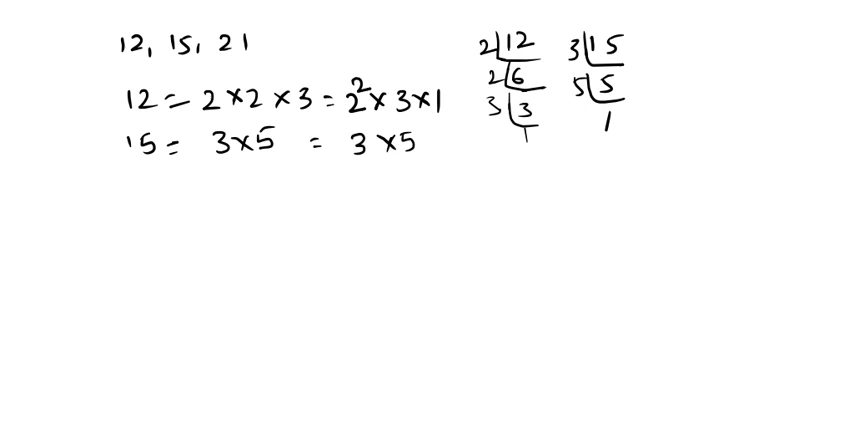 12, 15, 21
12 = 2 × 2 × 3 = 2² × 3 × 1
15 = 3 × 5 = 3 × 5
2 | 12
2 | 6
3 | 3
1
3 | 15
5 | 5
1